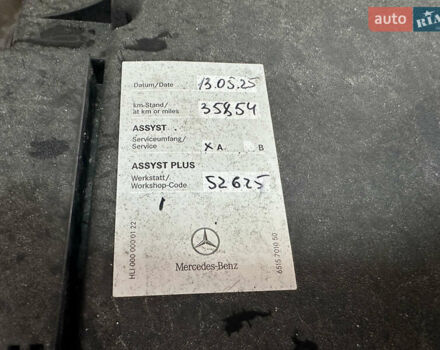 auto RIA
Datum/Date 13.05.25
km-Stand/
at km or miles 35854
ASSYST
Serviceumfang/
Service X A B
ASSYST PLUS
Werkstatt/
Workshop-Code 52625
Mercedes-Benz
HLI 000 000 01 22
6515 7010 50